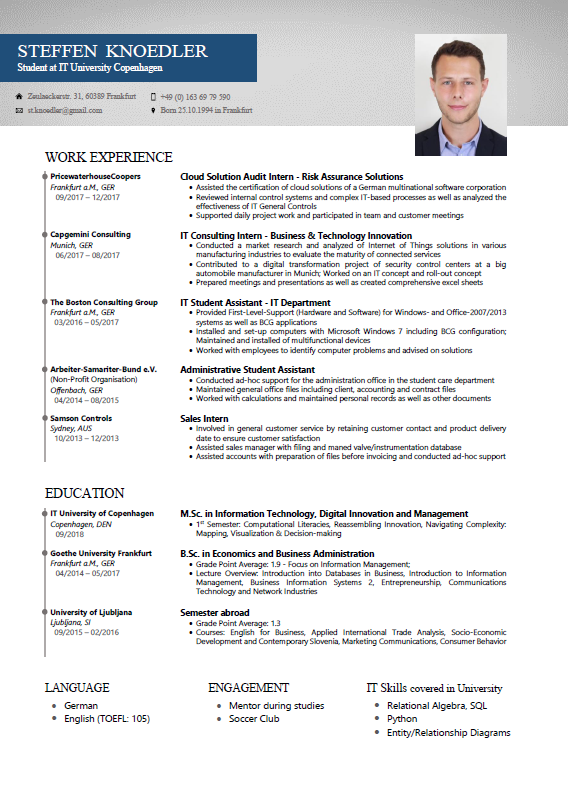 STEFFEN KNOEDLER
Student at IT University Copenhagen
Zeulaeckerstr. 31, 60389 Frankfurt
+49 (0) 163 69 79 590
st.knoedler@gmail.com
Born 25.10.1994 in Frankfurt
WORK EXPERIENCE
PricewaterhouseCoopers
Frankfurt a.M., GER
09/2017 – 12/2017
Cloud Solution Audit Intern - Risk Assurance Solutions
• Assisted the certification of cloud solutions of a German multinational software corporation
• Reviewed internal control systems and complex IT-based processes as well as analyzed the
effectiveness of IT General Controls
• Supported daily project work and participated in team and customer meetings
Capgemini Consulting
Munich, GER
06/2017 – 08/2017
IT Consulting Intern - Business & Technology Innovation
• Conducted a market research and analyzed of Internet of Things solutions in various
manufacturing industries to evaluate the maturity of connected services
• Contributed to a digital transformation project of security control centers at a big
automobile manufacturer in Munich; Worked on an IT concept and roll-out concept
• Prepared meetings and presentations as well as created comprehensive excel sheets
The Boston Consulting Group
Frankfurt a.M., GER
03/2016 – 05/2017
IT Student Assistant - IT Department
• Provided First-Level-Support (Hardware and Software) for Windows- and Office-2007/2013
systems as well as BCG applications
• Installed and set-up computers with Microsoft Windows 7 including BCG configuration;
Maintained and installed of multifunctional devices
• Worked with employees to identify computer problems and advised on solutions
Arbeiter-Samariter-Bund e.V.
(Non-Profit Organisation)
Offenbach, GER
04/2014 – 08/2015
Administrative Student Assistant
• Conducted ad-hoc support for the administration office in the student care department
• Maintained general office files including client, accounting and contract files
• Worked with calculations and maintained personal records as well as other documents
Samson Controls
Sydney, AUS
10/2013 – 12/2013
Sales Intern
• Involved in general customer service by retaining customer contact and product delivery
date to ensure customer satisfaction
• Assisted sales manager with filing and maned valve/instrumentation database
• Assisted accounts with preparation of files before invoicing and conducted ad-hoc support
EDUCATION
IT University of Copenhagen
Copenhagen, DEN
09/2018
M.Sc. in Information Technology, Digital Innovation and Management
• 1st Semester: Computational Literacies, Reassembling Innovation, Navigating Complexity:
Mapping, Visualization & Decision-making
Goethe University Frankfurt
Frankfurt a.M., GER
04/2014 – 05/2017
B.Sc. in Economics and Business Administration
• Grade Point Average: 1.9 - Focus on Information Management;
• Lecture Overview: Introduction into Databases in Business, Introduction to Information
Management, Business Information Systems 2, Entrepreneurship, Communications
Technology and Network Industries
University of Ljubljana
Ljubljana, SI
09/2015 – 02/2016
Semester abroad
• Grade Point Average: 1.3
• Courses: English for Business, Applied International Trade Analysis, Socio-Economic
Development and Contemporary Slovenia, Marketing Communications, Consumer Behavior
LANGUAGE
• German
• English (TOEFL: 105)
ENGAGEMENT
• Mentor during studies
• Soccer Club
IT Skills covered in University
• Relational Algebra, SQL
• Python
• Entity/Relationship Diagrams